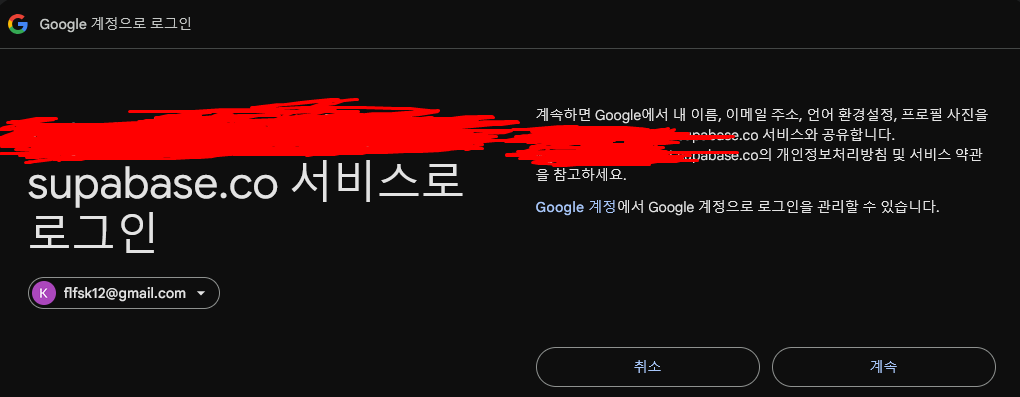 Google 계정으로 로그인
supabase.co 서비스로
로그인
K
flfsk12@gmail.com
계속하면 Google에서 내 이름, 이메일 주소, 언어 환경설정, 프로필 사진을
supabase.co 서비스와 공유합니다.
supabase.co의 개인정보처리방침 및 서비스 약관
을 참고하세요.
Google 계정에서 Google 계정으로 로그인을 관리할 수 있습니다.
취소
계속